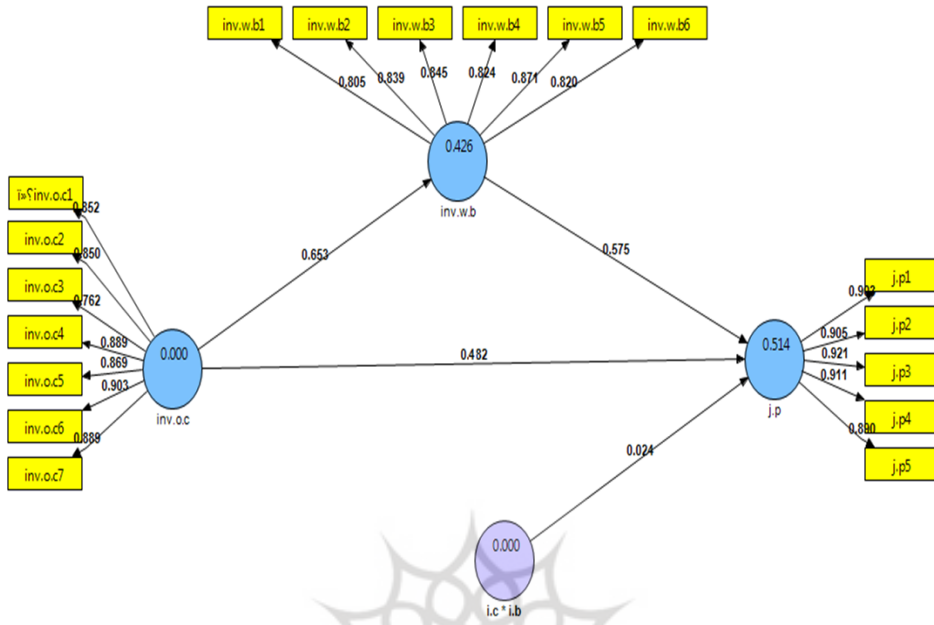 inv.w.b1 inv.w.b2 inv.w.b3 inv.w.b4 inv.w.b5 inv.w.b6
0.805 0.839 0.845 0.824 0.871 0.820
0.426
inv.w.b
ï»؟inv.o.c1
0.852
inv.o.c2
0.850
inv.o.c3
0.762
inv.o.c4
0.889
inv.o.c5
0.869
inv.o.c6
0.903
inv.o.c7
0.889
0.000
inv.o.c
0.653
0.575
0.482
0.024
0.514
j.p
j.p1
j.p2
0.905
j.p3
0.921
j.p4
0.911
j.p5
0.890
0.000
i.c * i.b